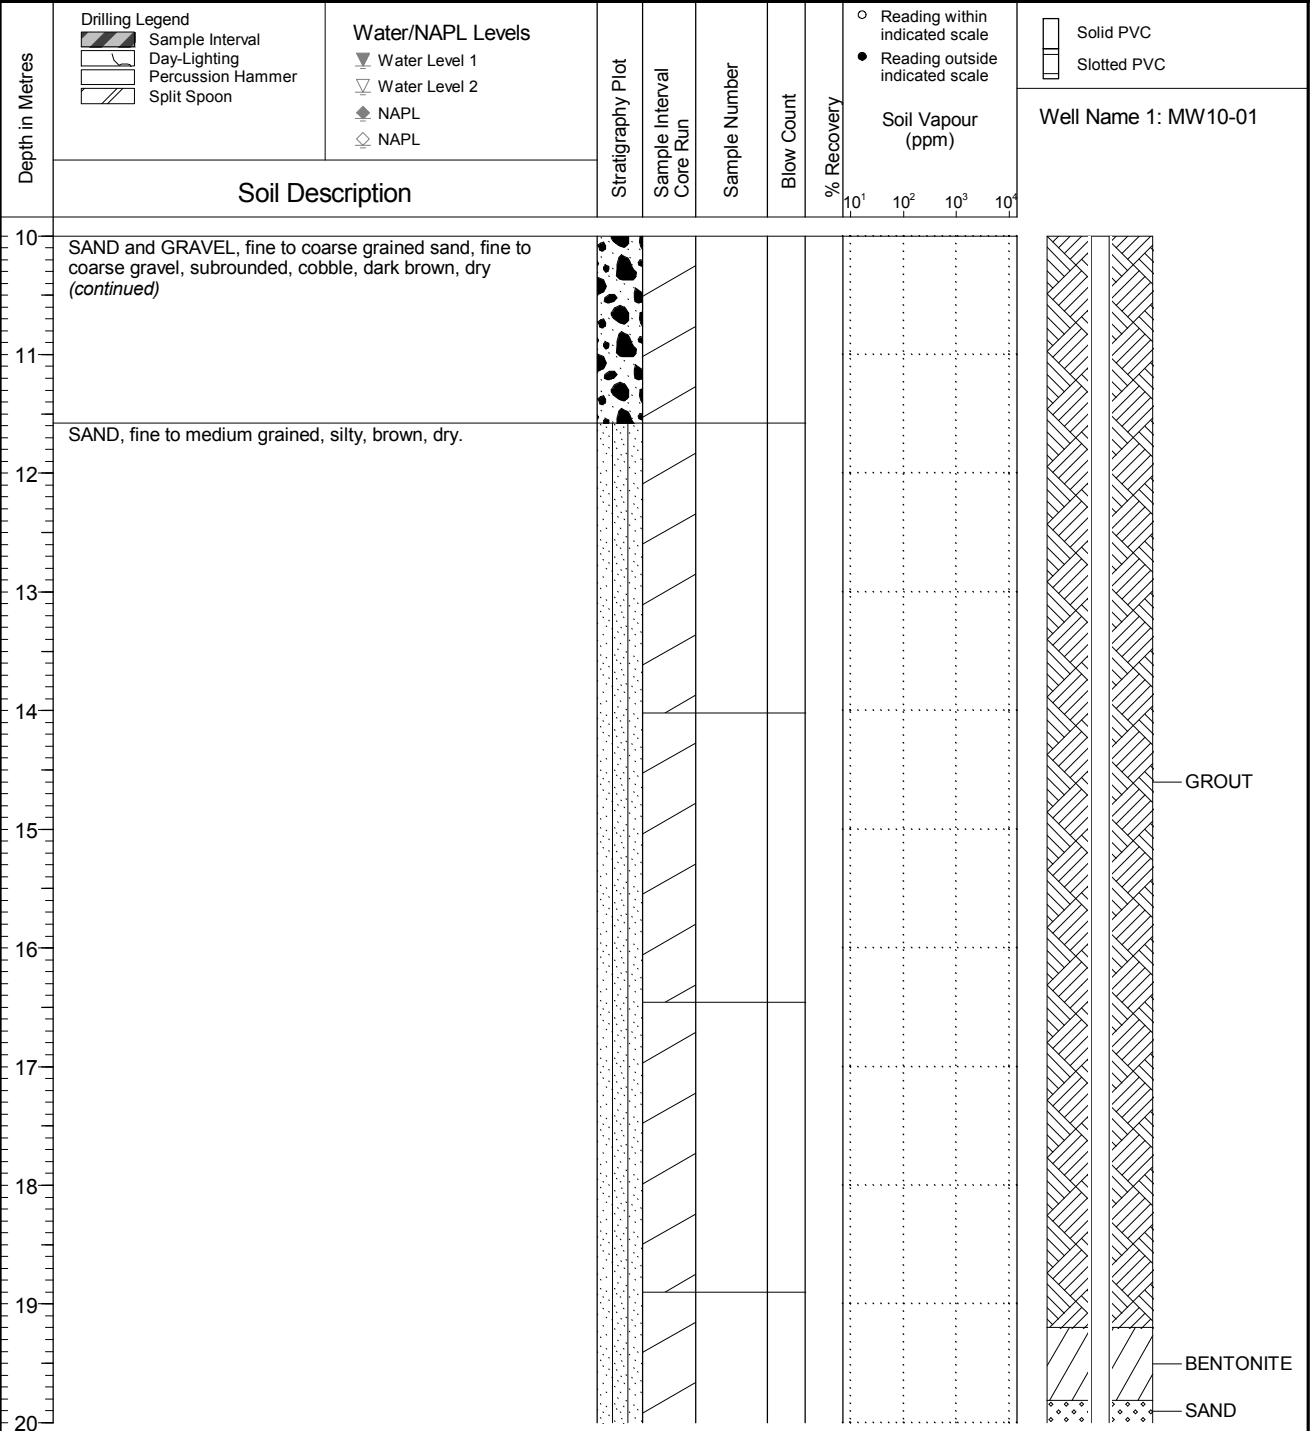 Depth in Metres
Drilling Legend
Sample Interval
Day-Lighting
Percussion Hammer
Split Spoon
Water/NAPL Levels
Water Level 1
Water Level 2
NAPL
NAPL
Soil Description
Stratigraphy Plot
Sample Interval
Core Run
Sample Number
Blow Count
% Recovery
Reading within
indicated scale
Reading outside
indicated scale
Soil Vapour
(ppm)
10¹ 10² 10³ 10⁴
Solid PVC
Slotted PVC
Well Name 1: MW10-01
10
SAND and GRAVEL, fine to coarse grained sand, fine to
coarse gravel, subrounded, cobble, dark brown, dry
(continued)
11
SAND, fine to medium grained, silty, brown, dry.
12
13
14
GROUT
15
16
17
18
19
BENTONITE
SAND
20